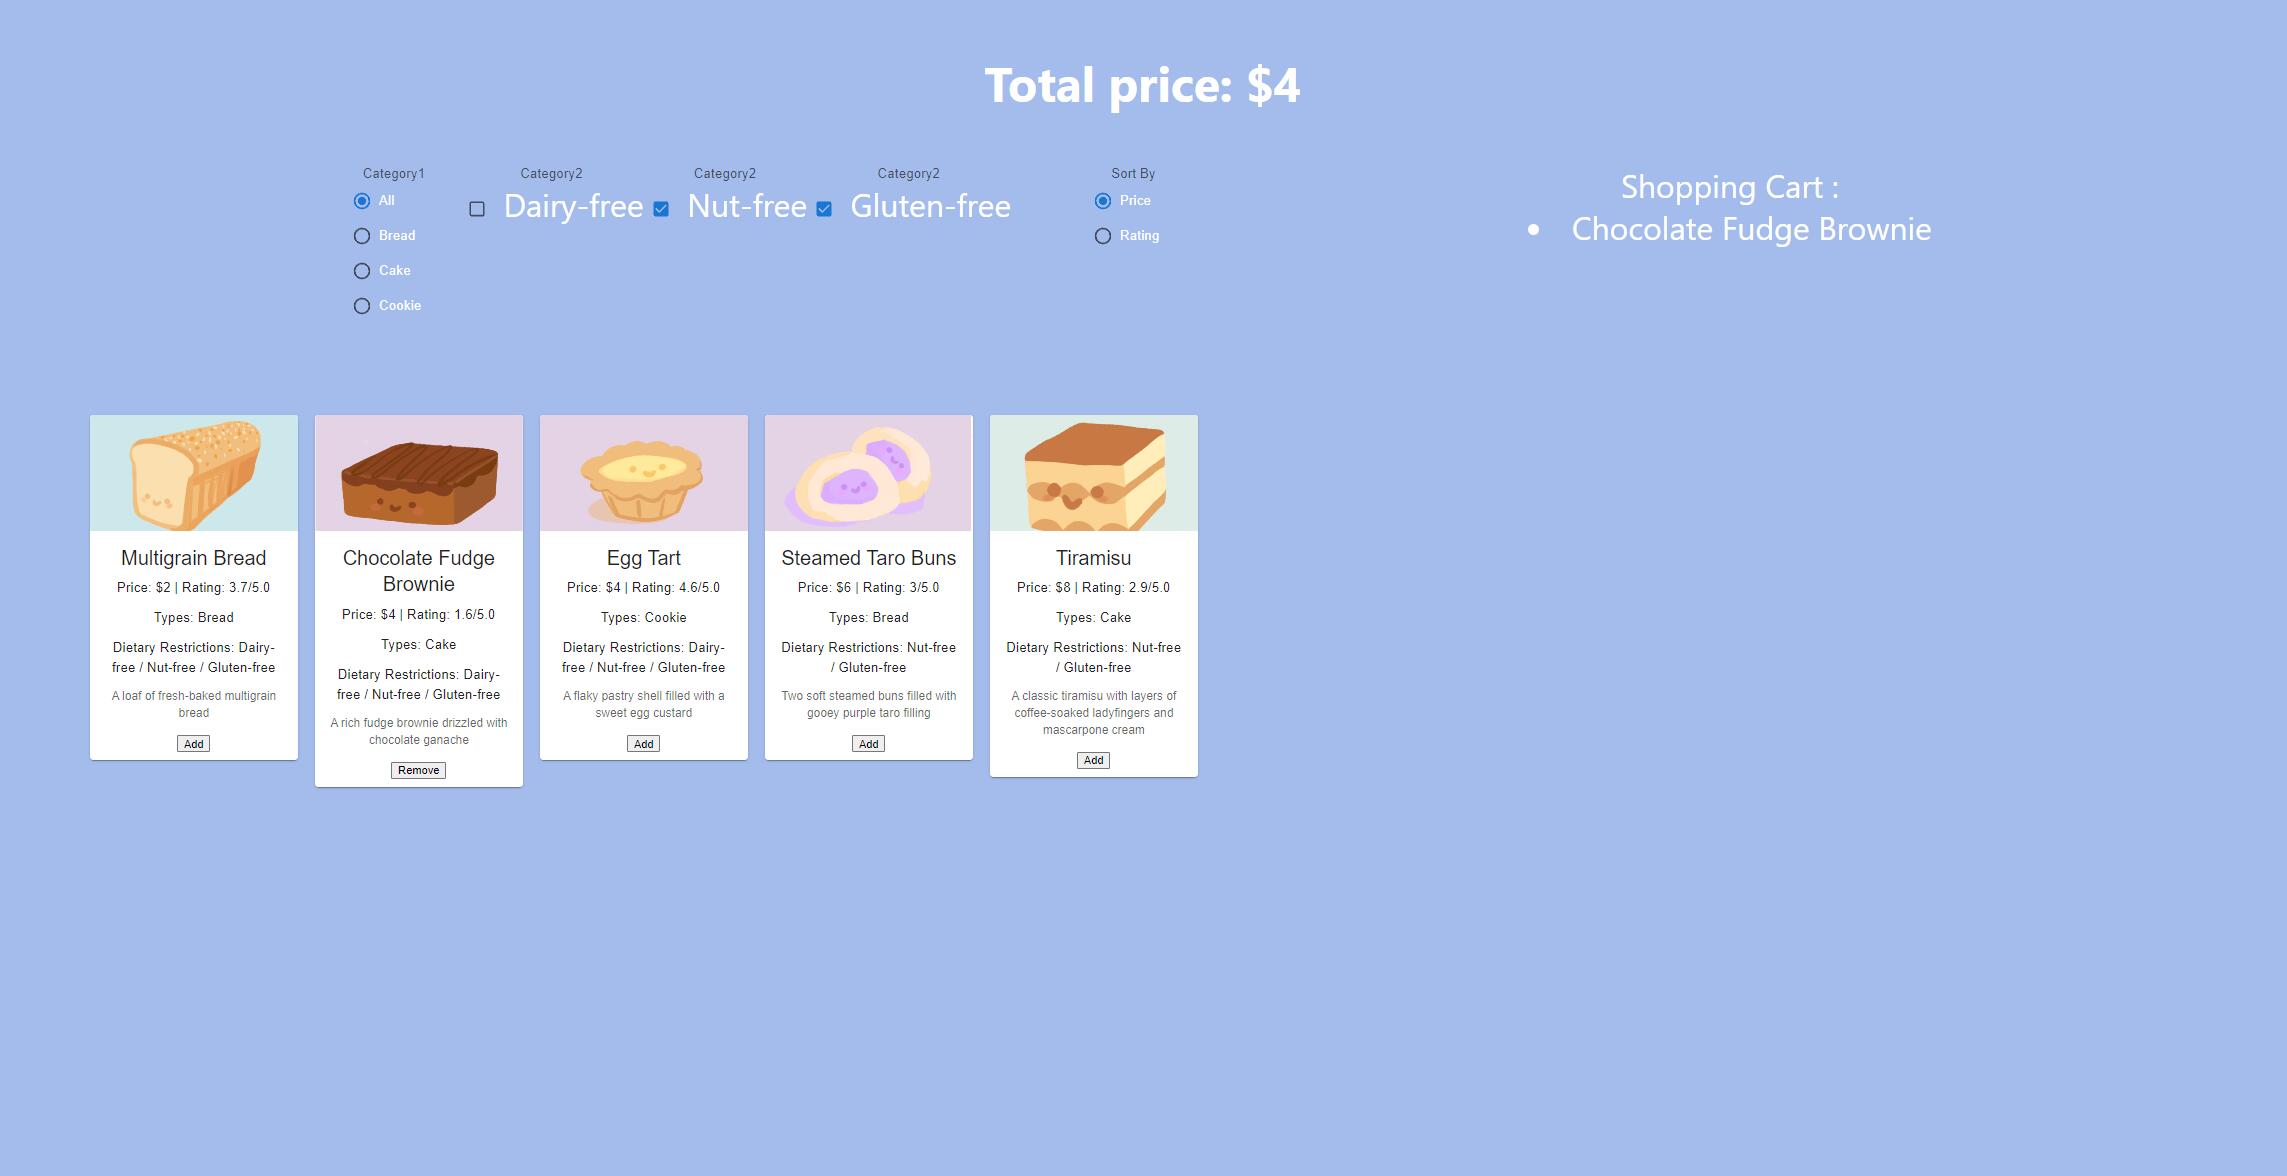 Total price: $4
Category1
All
Bread
Cake
Cookie
Category2
Dairy-free
Category2
Nut-free
Category2
Gluten-free
Sort By
Price
Rating
Shopping Cart :
Chocolate Fudge Brownie
Multigrain Bread
Price: $2 | Rating: 3.7/5.0
Types: Bread
Dietary Restrictions: Dairy-
free / Nut-free / Gluten-free
A loaf of fresh-baked multigrain
bread
Add
Chocolate Fudge
Brownie
Price: $4 | Rating: 1.6/5.0
Types: Cake
Dietary Restrictions: Dairy-
free / Nut-free / Gluten-free
A rich fudge brownie drizzled with
chocolate ganache
Remove
Egg Tart
Price: $4 | Rating: 4.6/5.0
Types: Cookie
Dietary Restrictions: Dairy-
free / Nut-free / Gluten-free
A flaky pastry shell filled with a
sweet egg custard
Add
Steamed Taro Buns
Price: $6 | Rating: 3/5.0
Types: Bread
Dietary Restrictions: Nut-free
/ Gluten-free
Two soft steamed buns filled with
gooey purple taro filling
Add
Tiramisu
Price: $8 | Rating: 2.9/5.0
Types: Cake
Dietary Restrictions: Nut-free
/ Gluten-free
A classic tiramisu with layers of
coffee-soaked ladyfingers and
mascarpone cream
Add